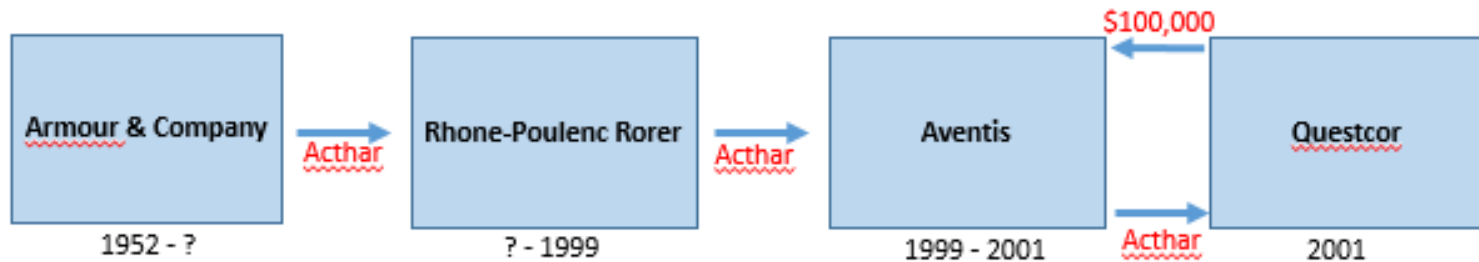 $100,000
Armour & Company
Rhone-Poulenc Rorer
Aventis
Questcor
Acthar
Acthar
Acthar
1952 - ?
? - 1999
1999 - 2001
2001